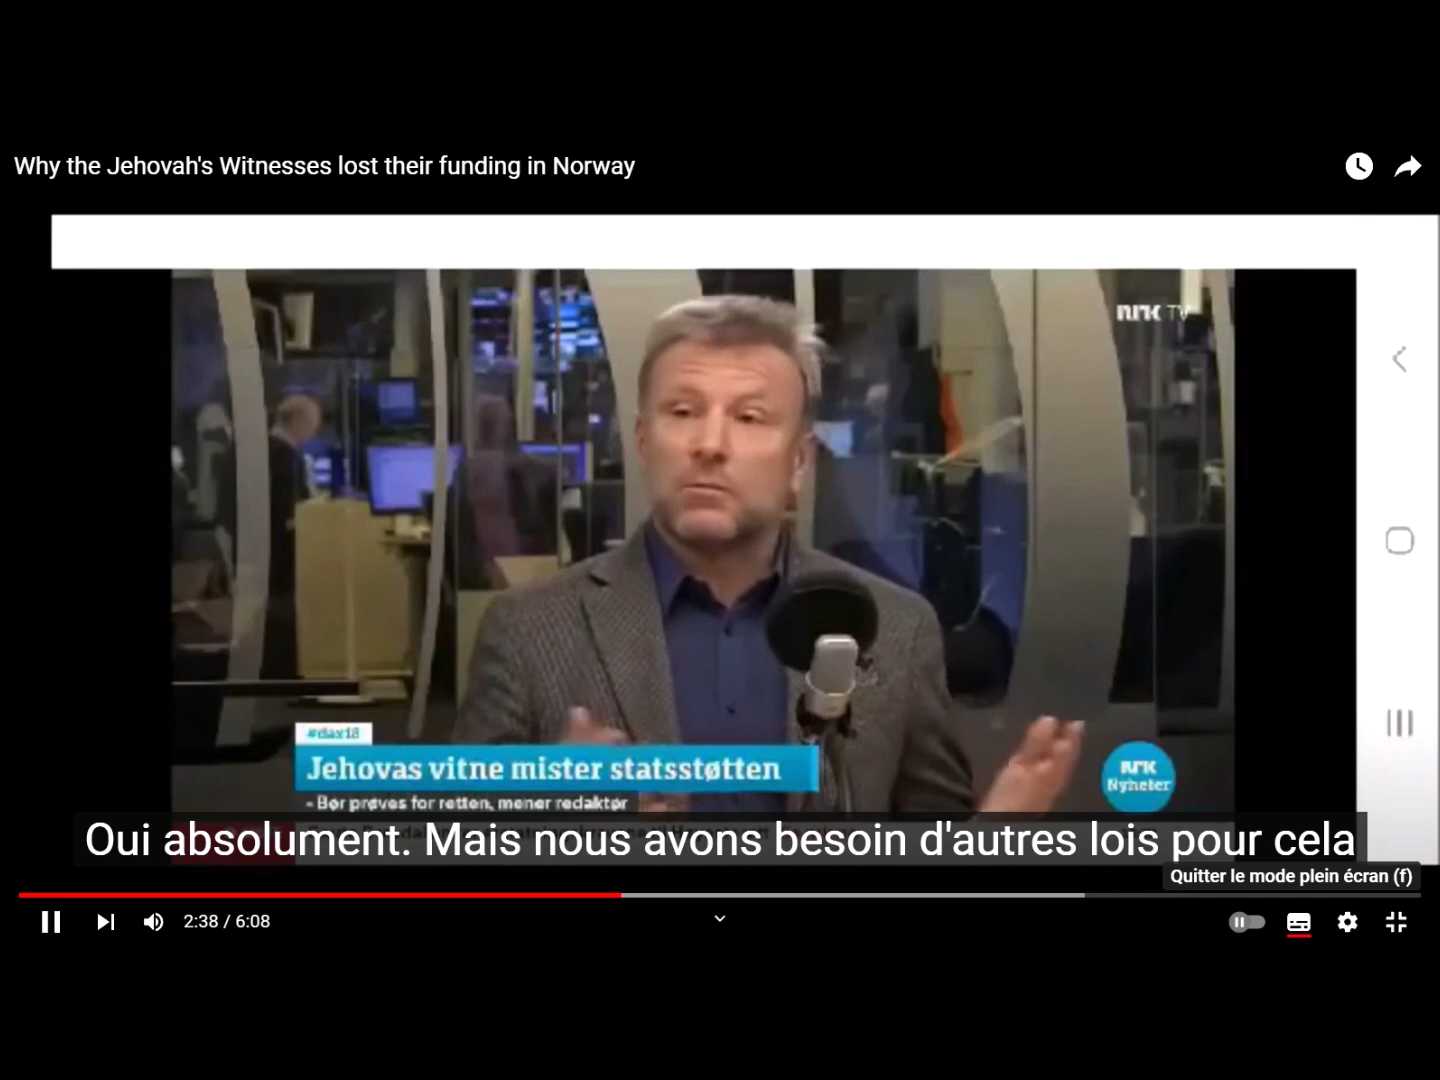 Why the Jehovah's Witnesses lost their funding in Norway
NRK TV
#dax18
Jehovas vitne mister statsstøtten
- Bør prøves for retten, mener redaktør
NRK
Nyheter
Oui absolument. Mais nous avons besoin d'autres lois pour cela
Quitter le mode plein écran (f)
2:38 / 6:08